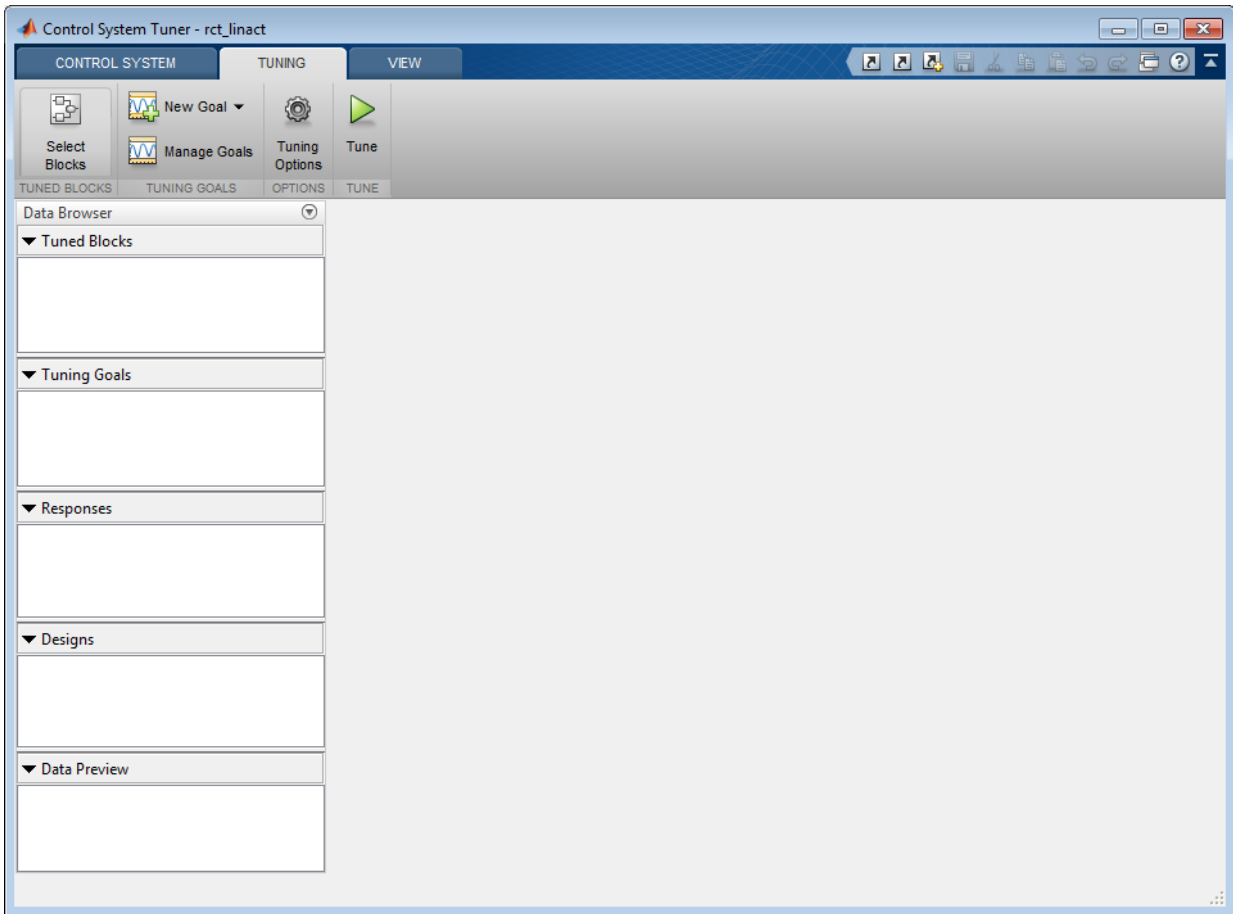 Control System Tuner - rct_linact
CONTROL SYSTEM TUNING VIEW
New Goal
Select Blocks
Manage Goals
Tuning Options
Tune
TUNED BLOCKS TUNING GOALS OPTIONS TUNE
Data Browser
Tuned Blocks
Tuning Goals
Responses
Designs
Data Preview